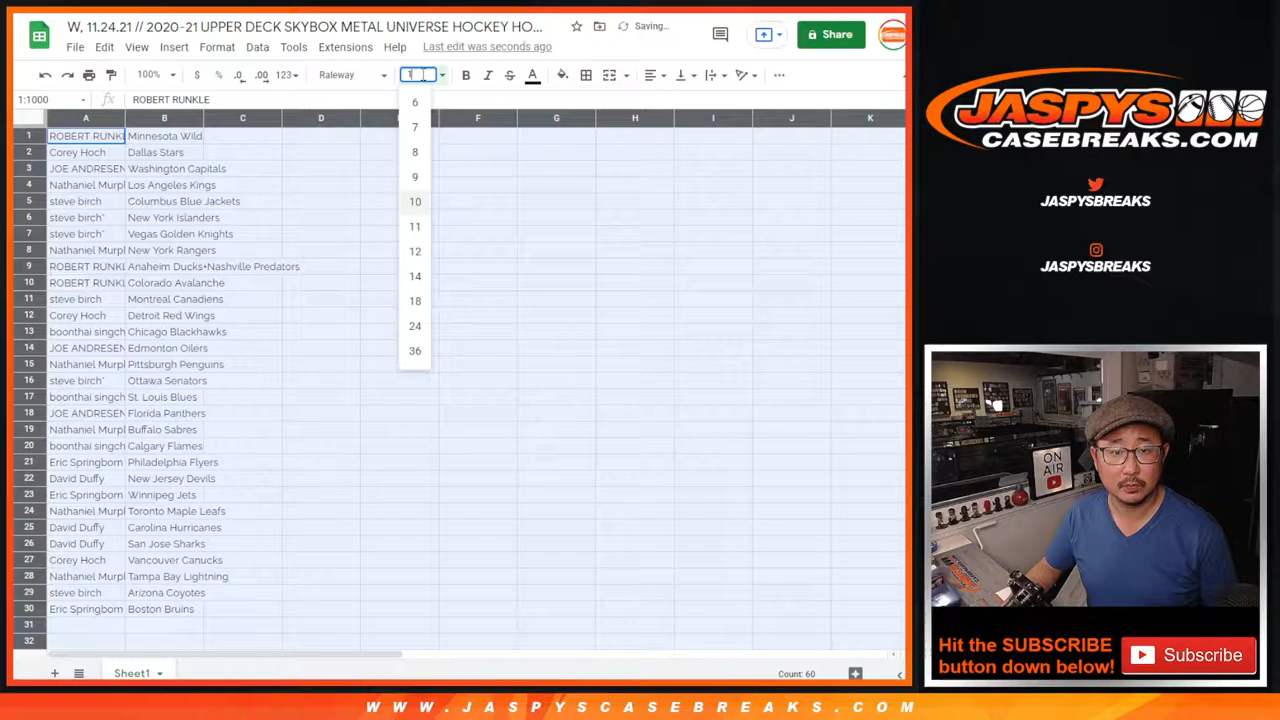 W, 11.24.21 // 2020-21 UPPER DECK SKYBOX METAL UNIVERSE HOCKEY HO... Saving...
File Edit View Insert Format Data Tools Extensions Help Last edit was seconds ago
Share
100% $ % .0 .00 123 Raleway 1 B I S A
1:1000 fx ROBERT RUNKLE
A B C D F G H I J K
1 ROBERT RUNKL Minnesota Wild
2 Corey Hoch Dallas Stars
3 JOE ANDRESEN Washington Capitals
4 Nathaniel Murpl Los Angeles Kings
5 steve birch Columbus Blue Jackets
6 steve birch* New York Islanders
7 steve birch* Vegas Golden Knights
8 Nathaniel Murpl New York Rangers
9 ROBERT RUNKL Anaheim Ducks+Nashville Predators
10 ROBERT RUNKL Colorado Avalanche
11 steve birch Montreal Canadiens
12 Corey Hoch Detroit Red Wings
13 boonthai singch Chicago Blackhawks
14 JOE ANDRESEN Edmonton Oilers
15 Nathaniel Murpl Pittsburgh Penguins
16 steve birch* Ottawa Senators
17 boonthai singch St. Louis Blues
18 JOE ANDRESEN Florida Panthers
19 Nathaniel Murpl Buffalo Sabres
20 boonthai singch Calgary Flames
21 Eric Springborn Philadelphia Flyers
22 David Duffy New Jersey Devils
23 Eric Springborn Winnipeg Jets
24 Nathaniel Murpl Toronto Maple Leafs
25 David Duffy Carolina Hurricanes
26 David Duffy San Jose Sharks
27 Corey Hoch Vancouver Canucks
28 Nathaniel Murpl Tampa Bay Lightning
29 steve birch Arizona Coyotes
30 Eric Springborn Boston Bruins
31
32
6
7
8
9
10
11
12
14
18
24
36
Sheet1 Count: 60
JASPYS
CASEBREAKS.COM
JASPYSBREAKS
JASPYSBREAKS
ON
AIR
Hit the SUBSCRIBE
button down below!
Subscribe
WWW.JASPYSCASEBREAKS.COM